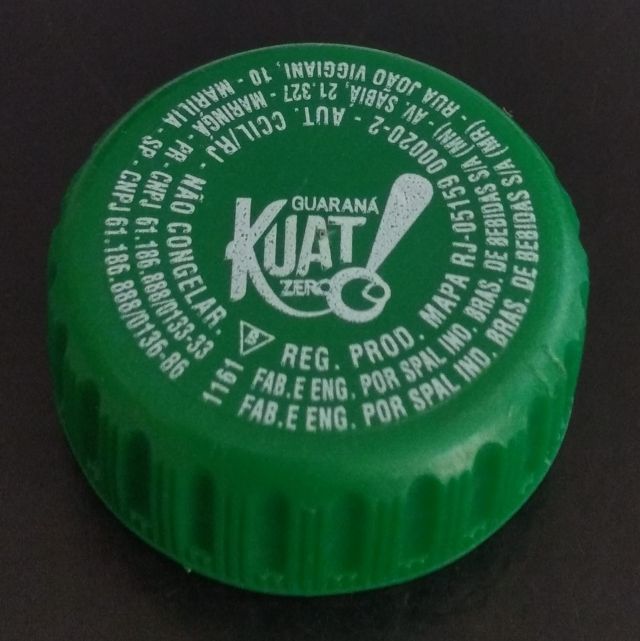 GUARANÁ
KUAT
ZERO
REG. PROD. MAPA RJ-05159 00020-2 - AUT. CCIL/RJ - NÃO CONGELAR.
FAB.E ENG. POR SPAL IND. BRAS. DE BEBIDAS S/A (MN)- AV. SABIÁ, 21.327 - MARINGÁ - PR- CNPJ 61.186.888/0133-33
FAB.E ENG. POR SPAL IND. BRAS. DE BEBIDAS S/A (MR) - RUA JOÃO VIGGIANI, 10 - MARILIA - SP - CNPJ 61.186.888/0136-86
1161